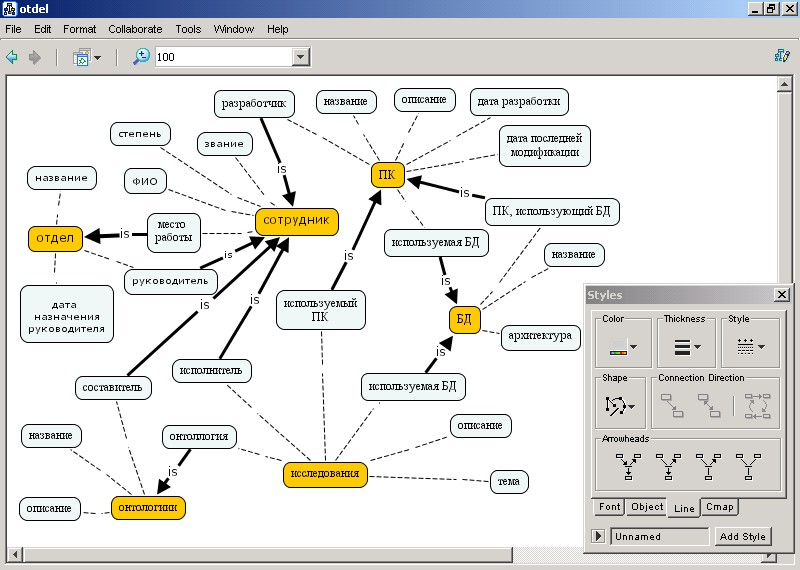 otdel
File Edit Format Collaborate Tools Window Help
100
разработчик
название
описание
дата разработки
степень
звание
дата последней
модификации
название
ФИО
ПК
is
is
ПК, использующий БД
сотрудник
отдел
is
место
работы
используемая БД
название
руководитель
is
is
is
дата
назначения
руководителя
is
is
используемый
ПК
БД
архитектура
is
исполнитель
составитель
используемая БД
название
онтоллогия
описание
is
исследования
тема
описание
онтологиии
Styles
Color
Thickness
Style
Shape
Connection Direction
Arrowheads
Font Object Line Cmap
Unnamed
Add Style